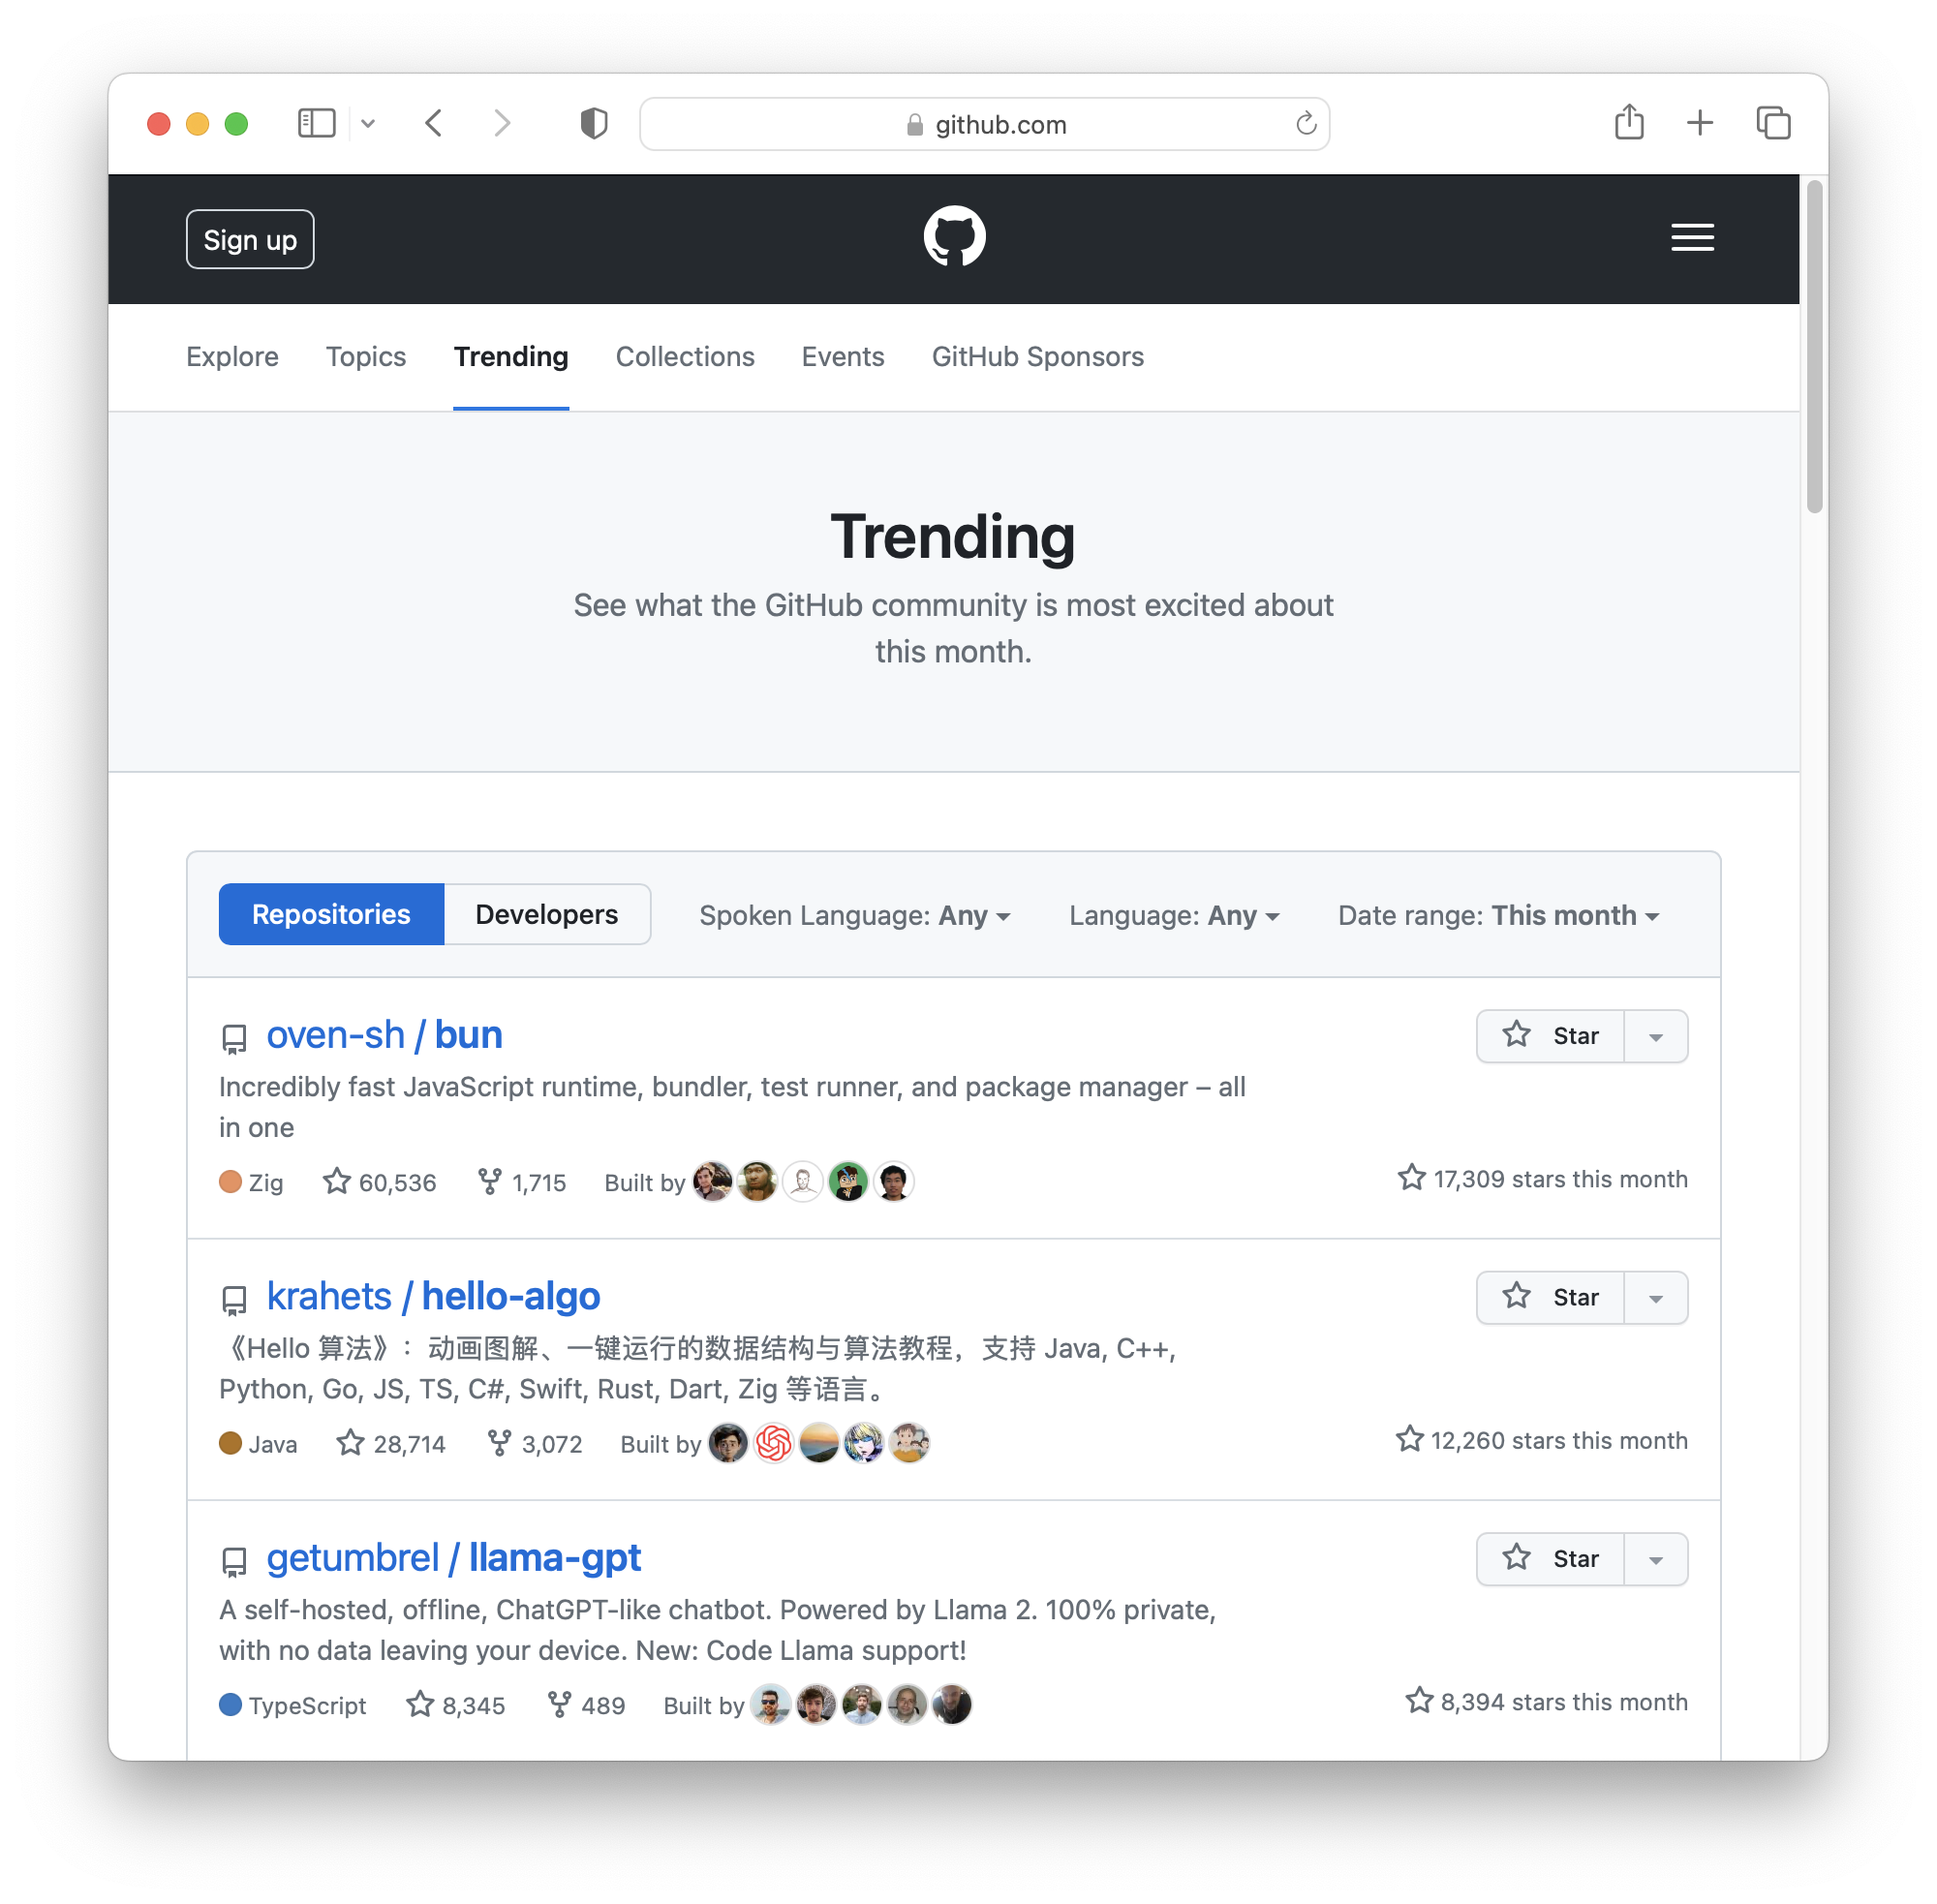 github.com
Sign up
Explore Topics Trending Collections Events GitHub Sponsors
Trending
See what the GitHub community is most excited about
this month.
Repositories Developers Spoken Language: Any Language: Any Date range: This month
oven-sh / bun Star
Incredibly fast JavaScript runtime, bundler, test runner, and package manager – all
in one
Zig 60,536 1,715 Built by 17,309 stars this month
krahets / hello-algo Star
《Hello 算法》：动画图解、一键运行的数据结构与算法教程，支持 Java, C++,
Python, Go, JS, TS, C#, Swift, Rust, Dart, Zig 等语言。
Java 28,714 3,072 Built by 12,260 stars this month
getumbrel / llama-gpt Star
A self-hosted, offline, ChatGPT-like chatbot. Powered by Llama 2. 100% private,
with no data leaving your device. New: Code Llama support!
TypeScript 8,345 489 Built by 8,394 stars this month